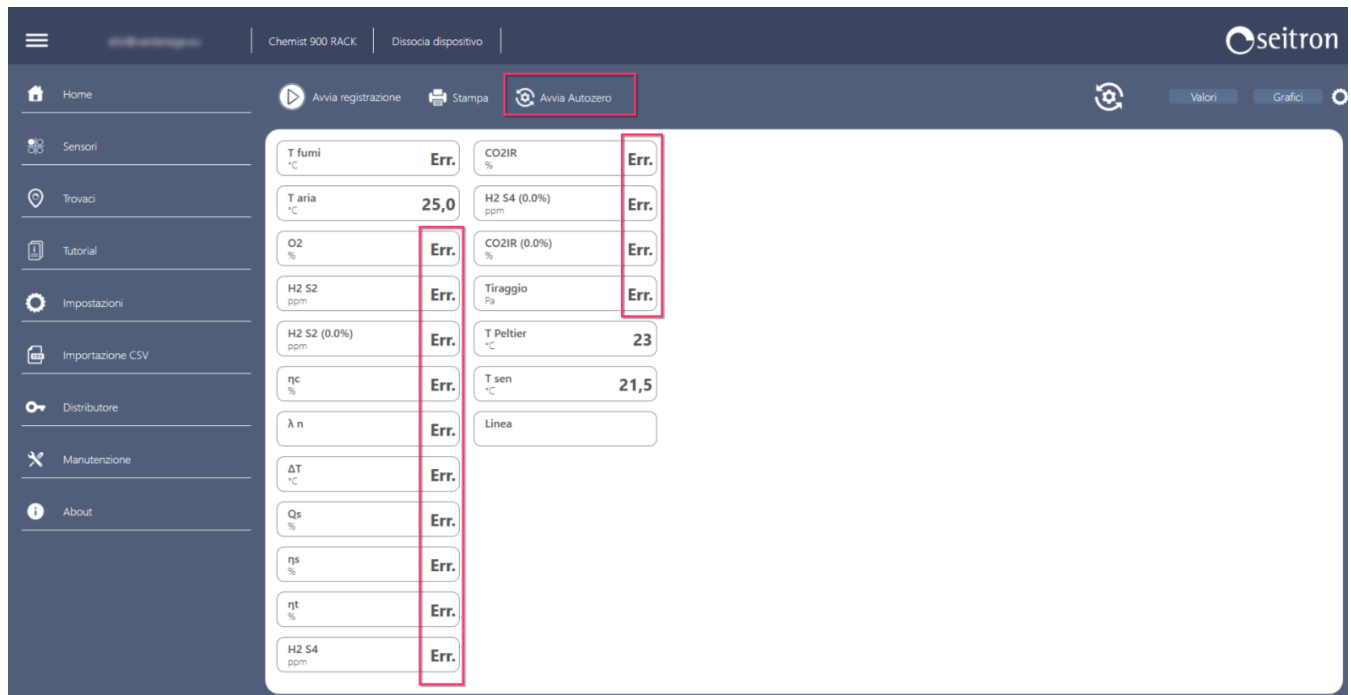 Chemist 900 RACK
Dissocia dispositivo
seitron
Home
Sensori
Trovaci
Tutorial
Impostazioni
Importazione CSV
Distributore
Manutenzione
About
Avvia registrazione
Stampa
Avvia Autozero
Valori
Grafici
T fumi
°C
Err.
T aria
°C
25,0
O2
%
Err.
H2 S2
ppm
Err.
H2 S2 (0.0%)
ppm
Err.
ηc
%
Err.
λ n
Err.
ΔT
°C
Err.
Qs
%
Err.
ηs
%
Err.
ηt
%
Err.
H2 S4
ppm
Err.
CO2IR
%
Err.
H2 S4 (0.0%)
ppm
Err.
CO2IR (0.0%)
%
Err.
Tiraggio
Pa
Err.
T Peltier
°C
23
T sen
°C
21,5
Linea